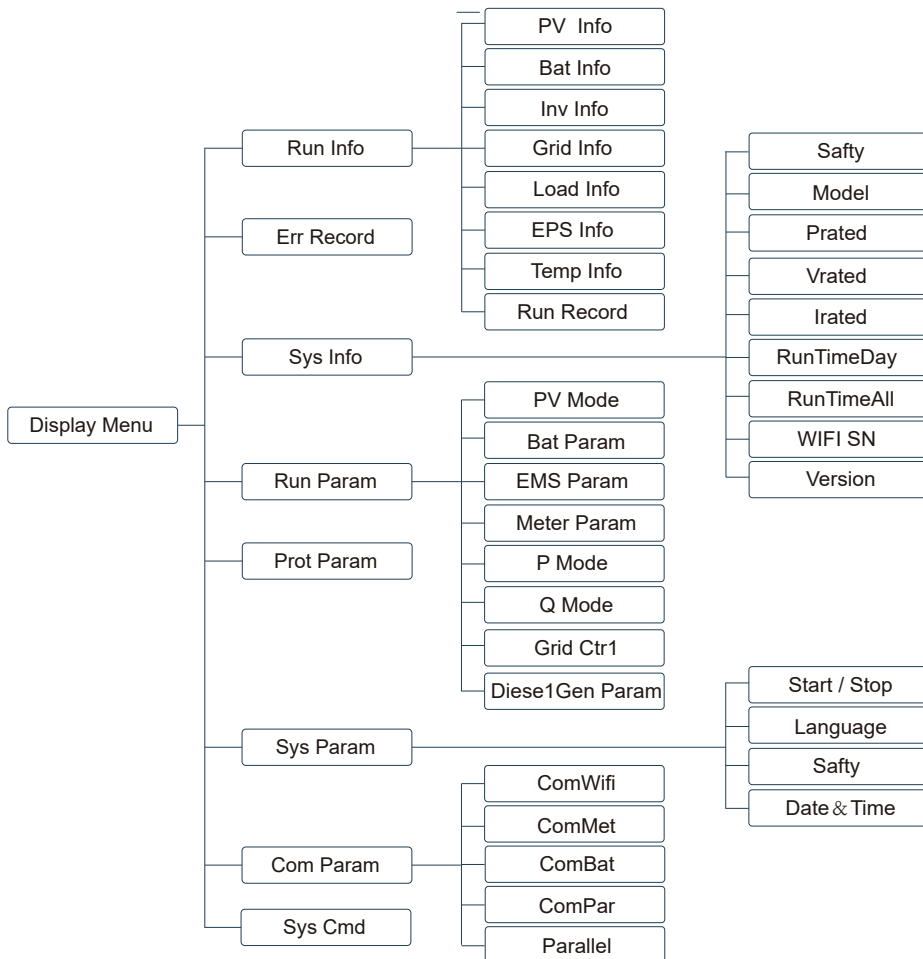 Display Menu
Run Info
PV Info
Bat Info
Inv Info
Grid Info
Load Info
EPS Info
Temp Info
Run Record
Err Record
Sys Info
Safty
Model
Prated
Vrated
Irated
RunTimeDay
RunTimeAll
WIFI SN
Version
Run Param
PV Mode
Bat Param
EMS Param
Meter Param
P Mode
Q Mode
Grid Ctr1
Diese1Gen Param
Prot Param
Sys Param
Start / Stop
Language
Safty
Date & Time
Com Param
ComWifi
ComMet
ComBat
ComPar
Parallel
Sys Cmd